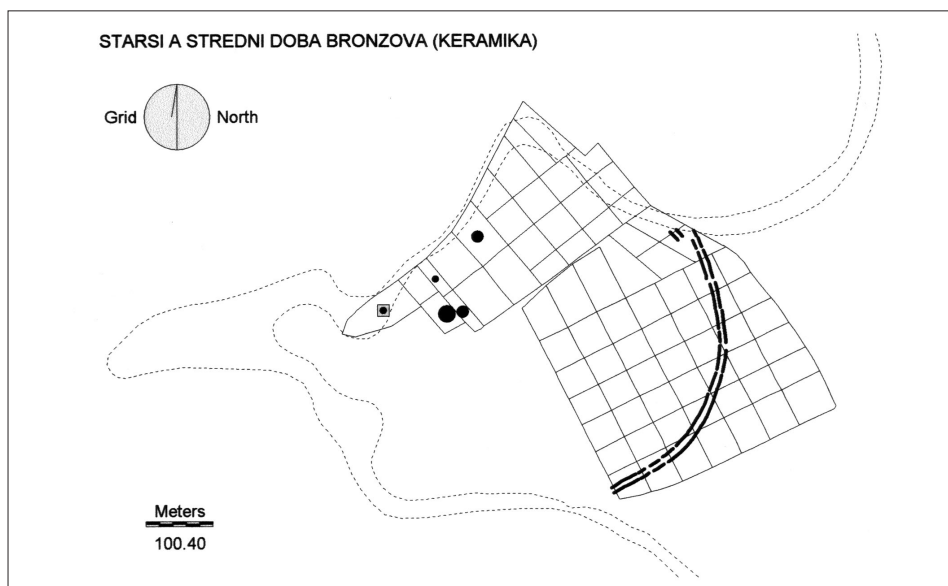 STARSI A STREDNI DOBA BRONZOVA (KERAMIKA)
Grid North
Meters
100.40